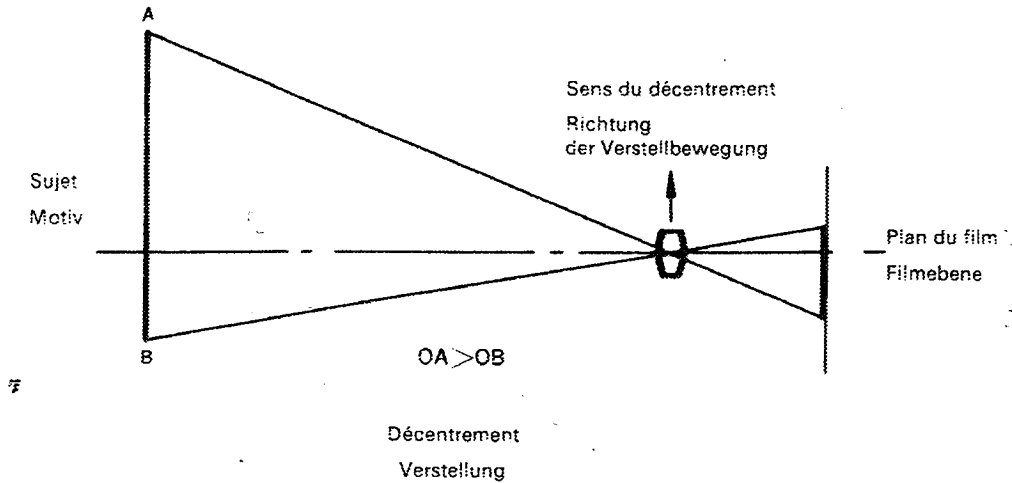 A
Sens du décentrement
Richtung
der Verstellbewegung
Sujet
Motiv
Plan du film
Filmebene
B
OA>OB
Décentrement
Verstellung